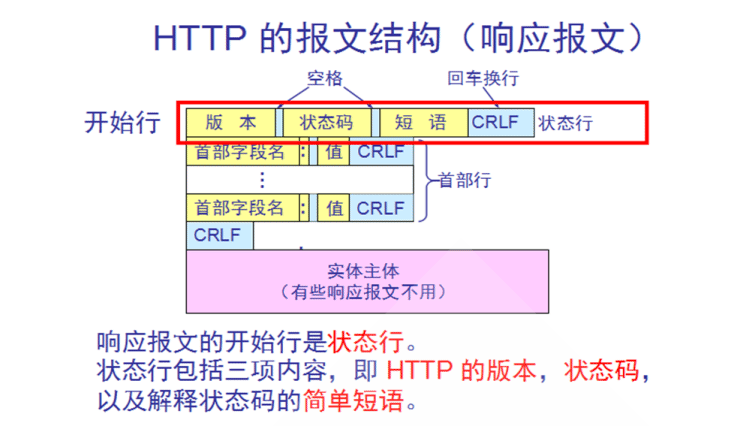 HTTP 的报文结构（响应报文）
空格
回车换行
开始行
版 本
状态码
短 语
CRLF
状态行
首部字段名 : 值 CRLF
⋮
首部行
首部字段名 : 值 CRLF
CRLF
实体主体
（有些响应报文不用）
响应报文的开始行是状态行。
状态行包括三项内容，即 HTTP 的版本，状态码，
以及解释状态码的简单短语。